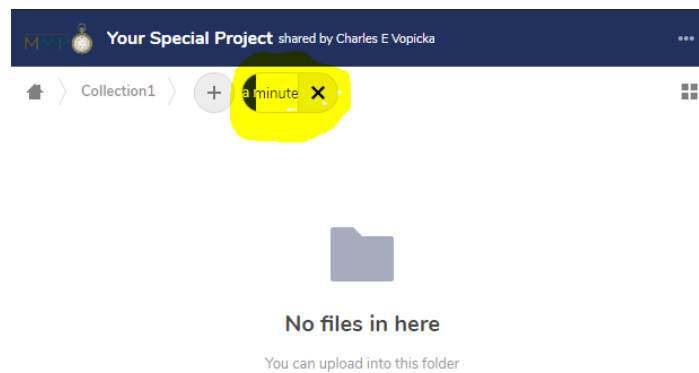 MVP Your Special Project shared by Charles E Vopicka
Collection1 + a minute
No files in here
You can upload into this folder